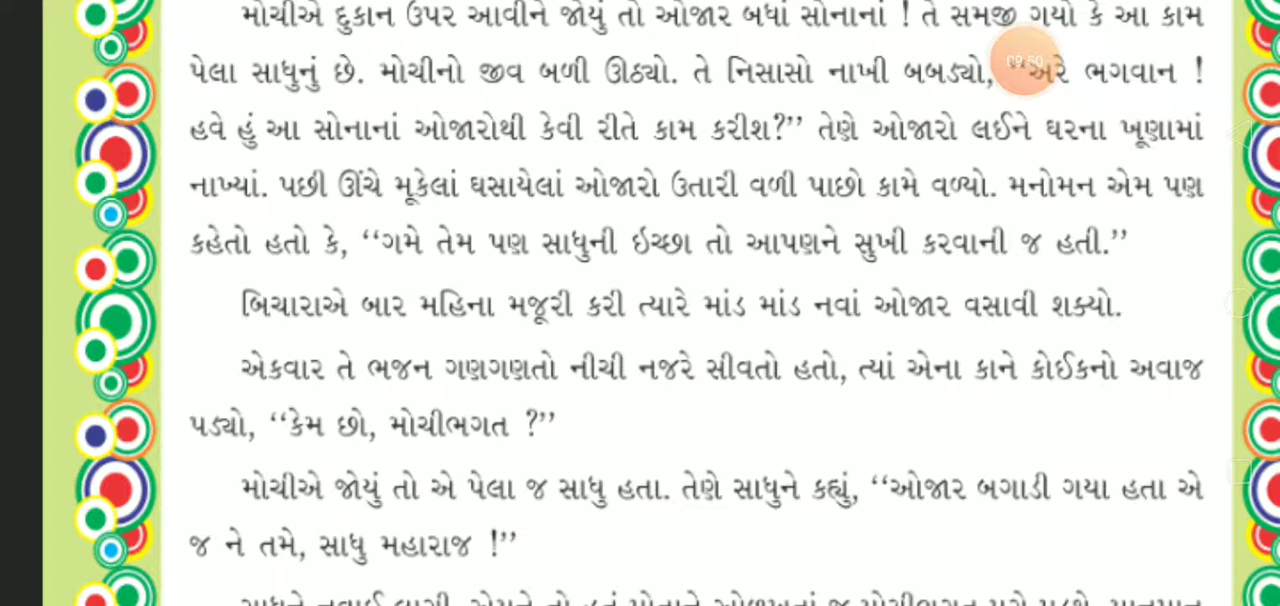 મોચીએ દુકાન ઉપર આવીને જોયું તો ઓજાર બધાં સોનાનાં ! તે સમજી ગયો કે આ કામ
પેલા સાધુનું છે. મોચીનો જીવ બળી ઊઠ્યો. તે નિસાસો નાખી બબડ્યો, “અરે ભગવાન !
09:50
હવે હું આ સોનાનાં ઓજારોથી કેવી રીતે કામ કરીશ?” તેણે ઓજારો લઈને ઘરના ખૂણામાં
નાખ્યાં. પછી ઊંચે મૂકેલાં ઘસાયેલાં ઓજારો ઉતારી વળી પાછો કામે વળ્યો. મનોમન એમ પણ
કહેતો હતો કે, “ગમે તેમ પણ સાધુની ઇચ્છા તો આપણને સુખી કરવાની જ હતી.”
બિચારાએ બાર મહિના મજૂરી કરી ત્યારે માંડ માંડ નવાં ઓજાર વસાવી શક્યો.
એકવાર તે ભજન ગણગણતો નીચી નજરે સીવતો હતો, ત્યાં એના કાને કોઈકનો અવાજ
પડ્યો, “કેમ છો, મોચીભગત ?”
મોચીએ જોયું તો એ પેલા જ સાધુ હતા. તેણે સાધુને કહ્યું, “ઓજાર બગાડી ગયા હતા એ
જ ને તમે, સાધુ મહારાજ !”